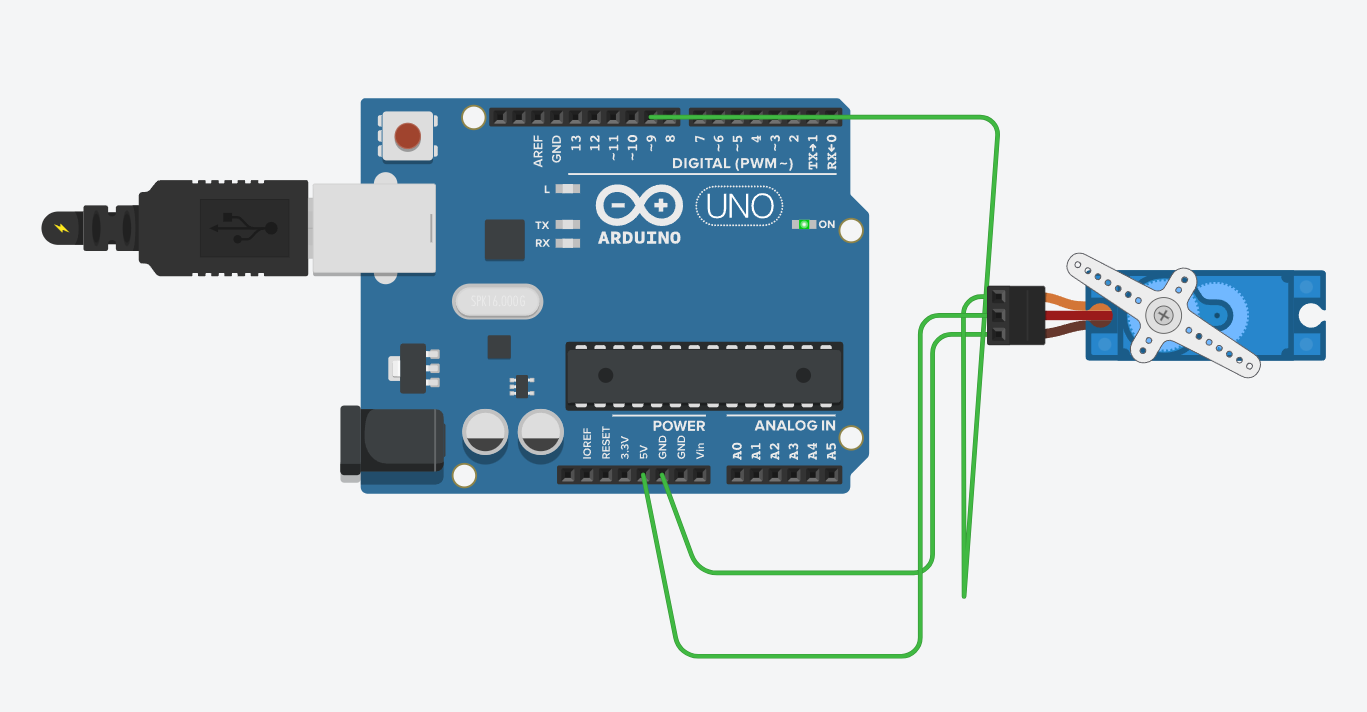 AREF
GND
13
12
~11
~10
~9
8
7
~6
~5
4
~3
2
TX→1
RX←0
DIGITAL (PWM~)
L
TX
RX
UNO
ARDUINO
ON
SPK16.000G
POWER
ANALOG IN
IOREF
RESET
3.3V
5V
GND
GND
Vin
A0
A1
A2
A3
A4
A5